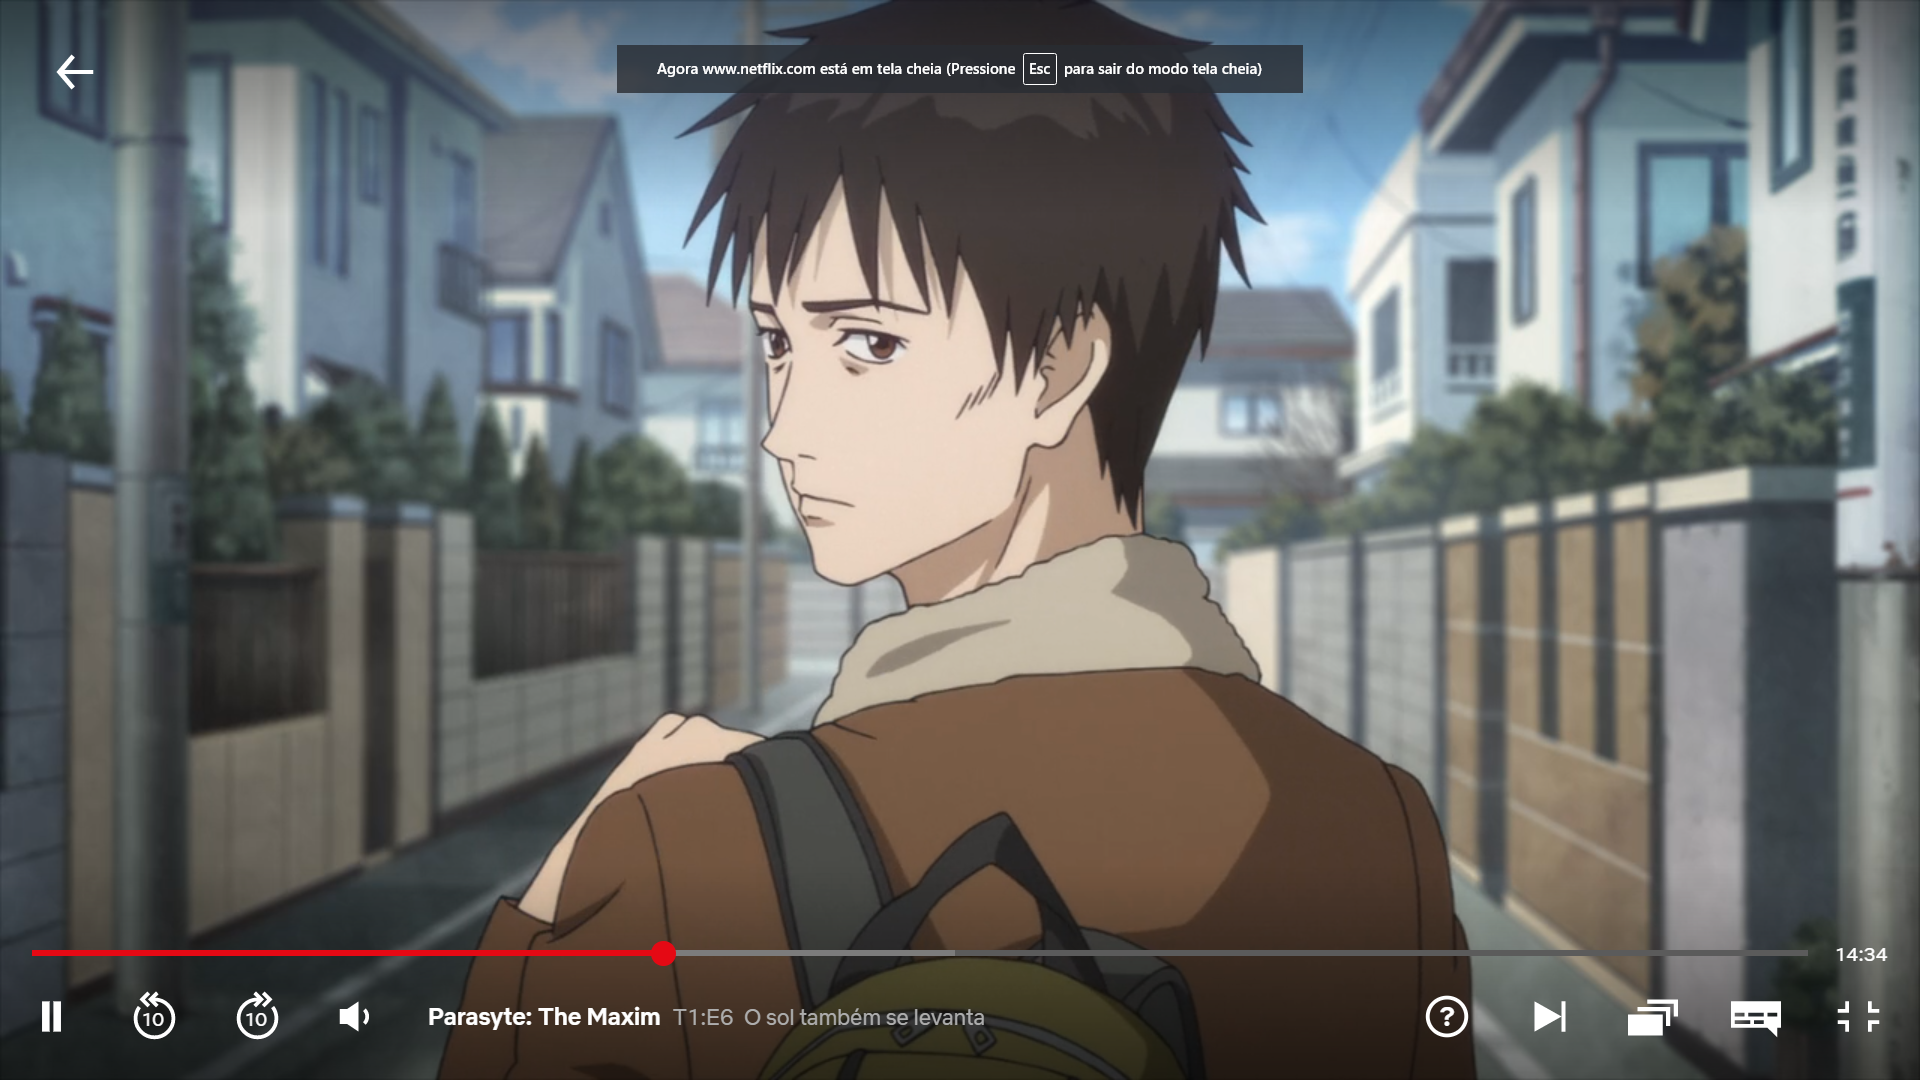 Agora www.netflix.com está em tela cheia (Pressione Esc para sair do modo tela cheia)
14:34
10
10
Parasyte: The Maxim T1:E6 O sol também se levanta
?